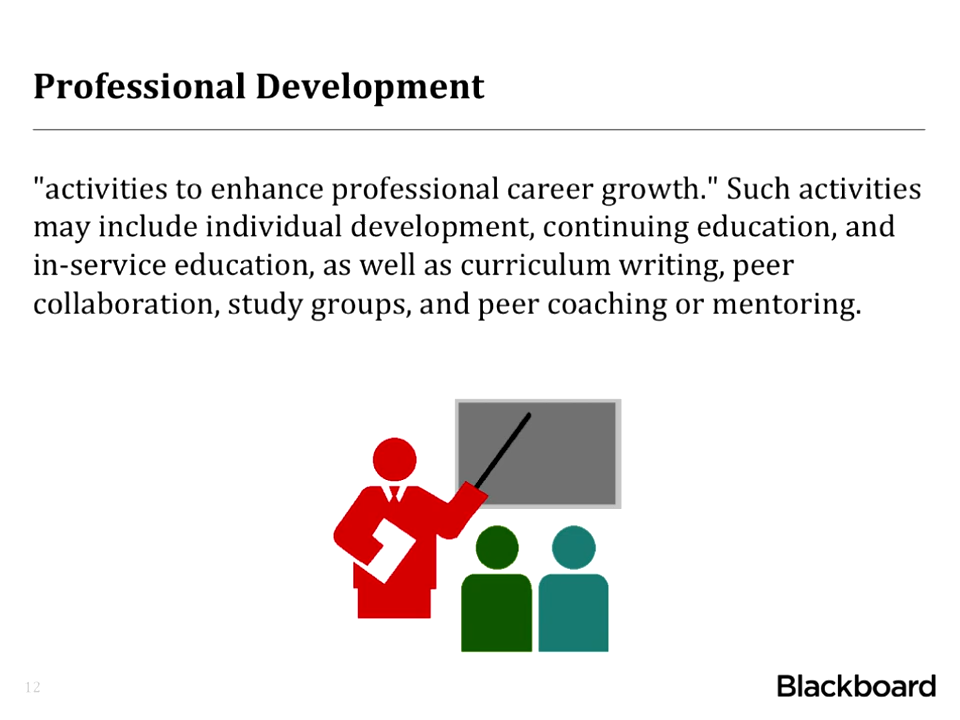 Professional Development
"activities to enhance professional career growth." Such activities
may include individual development, continuing education, and
in-service education, as well as curriculum writing, peer
collaboration, study groups, and peer coaching or mentoring.
12
Blackboard